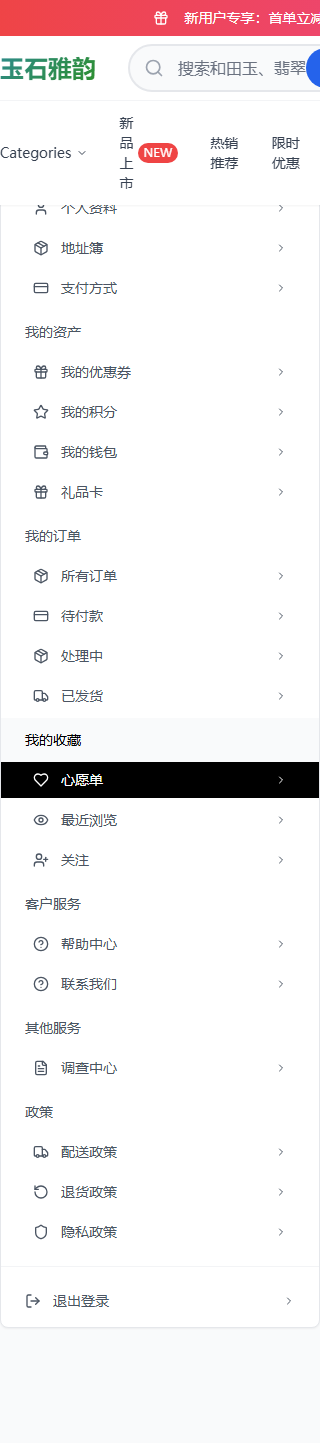 新用户专享：首单立减
玉石雅韵
搜索和田玉、翡翠
Categories
新品上市
NEW
热销推荐
限时优惠
个人资料
地址簿
支付方式
我的资产
我的优惠券
我的积分
我的钱包
礼品卡
我的订单
所有订单
待付款
处理中
已发货
我的收藏
心愿单
最近浏览
关注
客户服务
帮助中心
联系我们
其他服务
调查中心
政策
配送政策
退货政策
隐私政策
退出登录